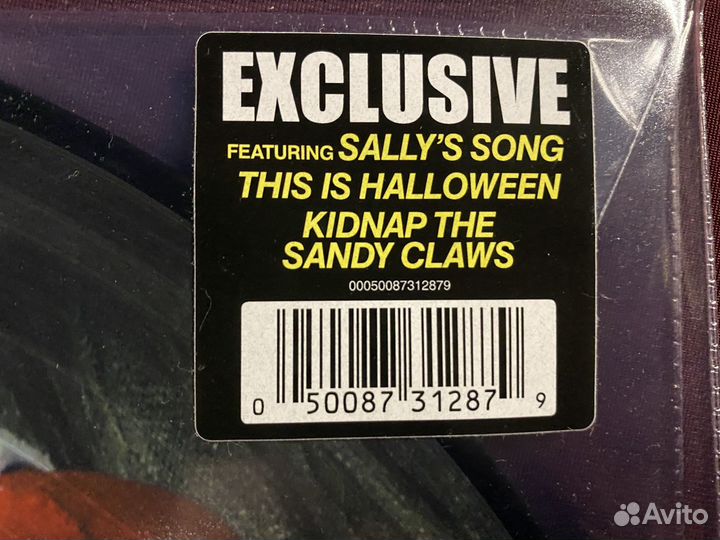 EXCLUSIVE
FEATURING SALLY'S SONG
THIS IS HALLOWEEN
KIDNAP THE
SANDY CLAWS
00050087312879
0 50087 31287 9
Avito